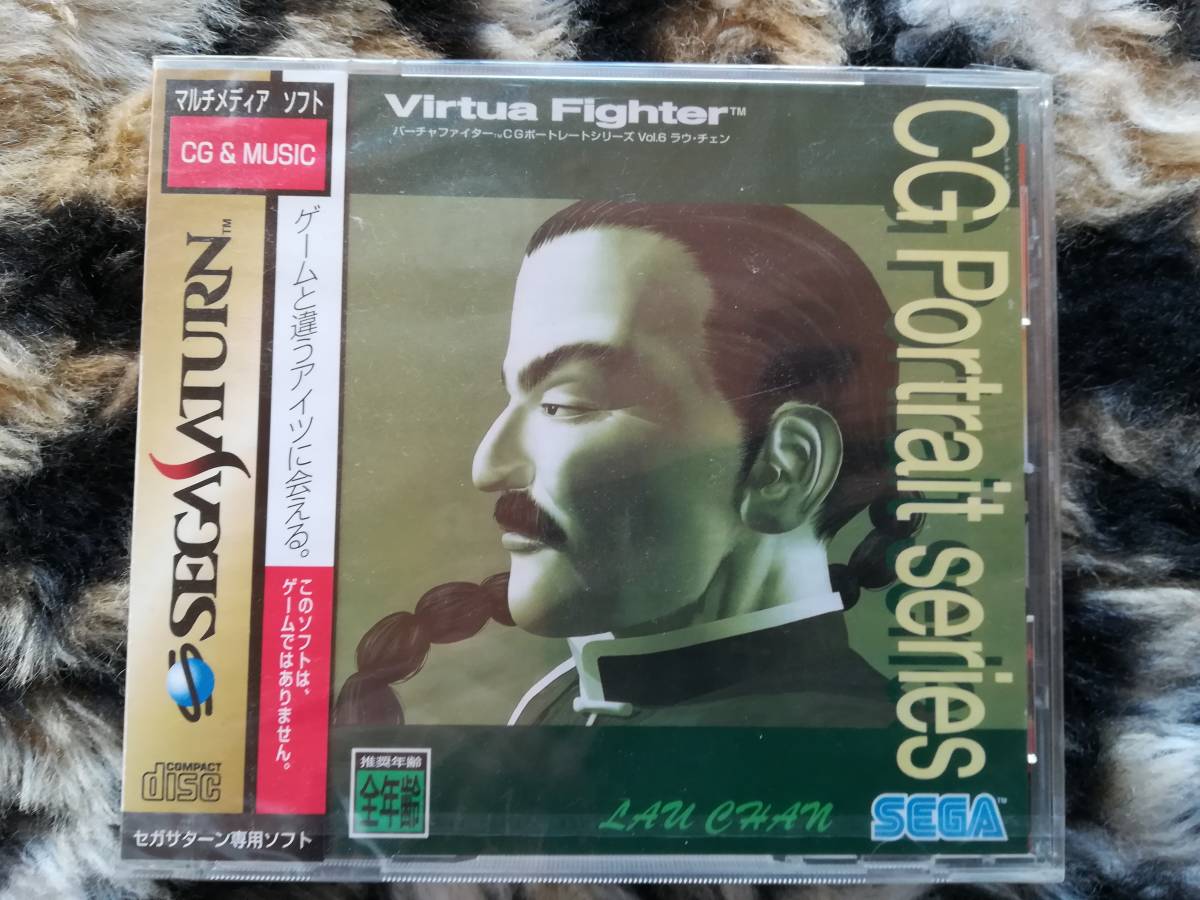 マルチメディア ソフト
CG & MUSIC
SEGA SATURN™
COMPACT
disc
セガサターン専用ソフト
ゲームと違うアイツに会える。
このソフトは、
ゲームではありません。
Virtua Fighter™
バーチャファイター™CGポートレートシリーズ Vol.6 ラウ・チェン
CG Portrait series
推奨年齢
全年齢
LAU CHAN
SEGA™